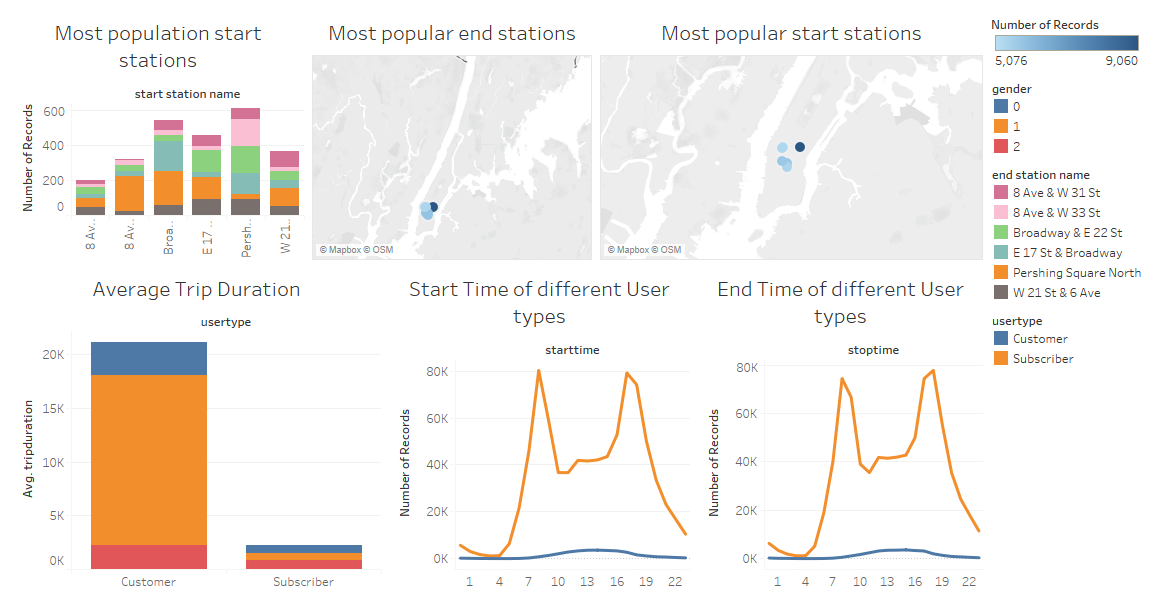 Most population start
stations
start station name
Number of Records
600
400
200
0
8 Av..
8 Av..
Broa..
E 17 ..
Persh..
W 21..
Most popular end stations
© Mapbox © OSM
Most popular start stations
© Mapbox © OSM
Number of Records
5,076 9,060
gender
0
1
2
end station name
8 Ave & W 31 St
8 Ave & W 33 St
Broadway & E 22 St
E 17 St & Broadway
Pershing Square North
W 21 St & 6 Ave
usertype
Customer
Subscriber
Average Trip Duration
usertype
Avg. tripduration
20K
15K
10K
5K
0K
Customer Subscriber
Start Time of different User
types
starttime
Number of Records
80K
60K
40K
20K
0K
1 4 7 10 13 16 19 22
End Time of different User
types
stoptime
Number of Records
80K
60K
40K
20K
0K
1 4 7 10 13 16 19 22